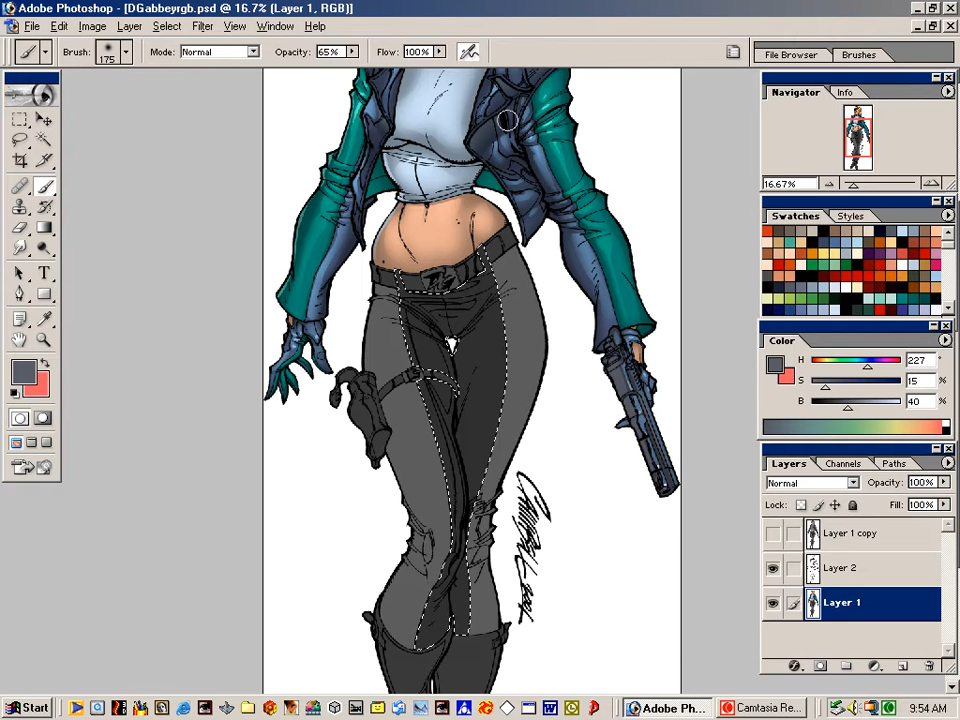 Adobe Photoshop - [DGabbeyrgb.psd @ 16.7% (Layer 1, RGB)]
File Edit Image Layer Select Filter View Window Help
Brush: 175 Mode: Normal Opacity: 65% Flow: 100% File Browser Brushes
Navigator Info
16.67%
Swatches Styles
Color
H 227 °
S 15 %
B 40 %
Layers Channels Paths
Normal Opacity: 100%
Lock: Fill: 100%
Layer 1 copy
Layer 2
Layer 1
Start Adobe Pho... Camtasia Re... 9:54 AM